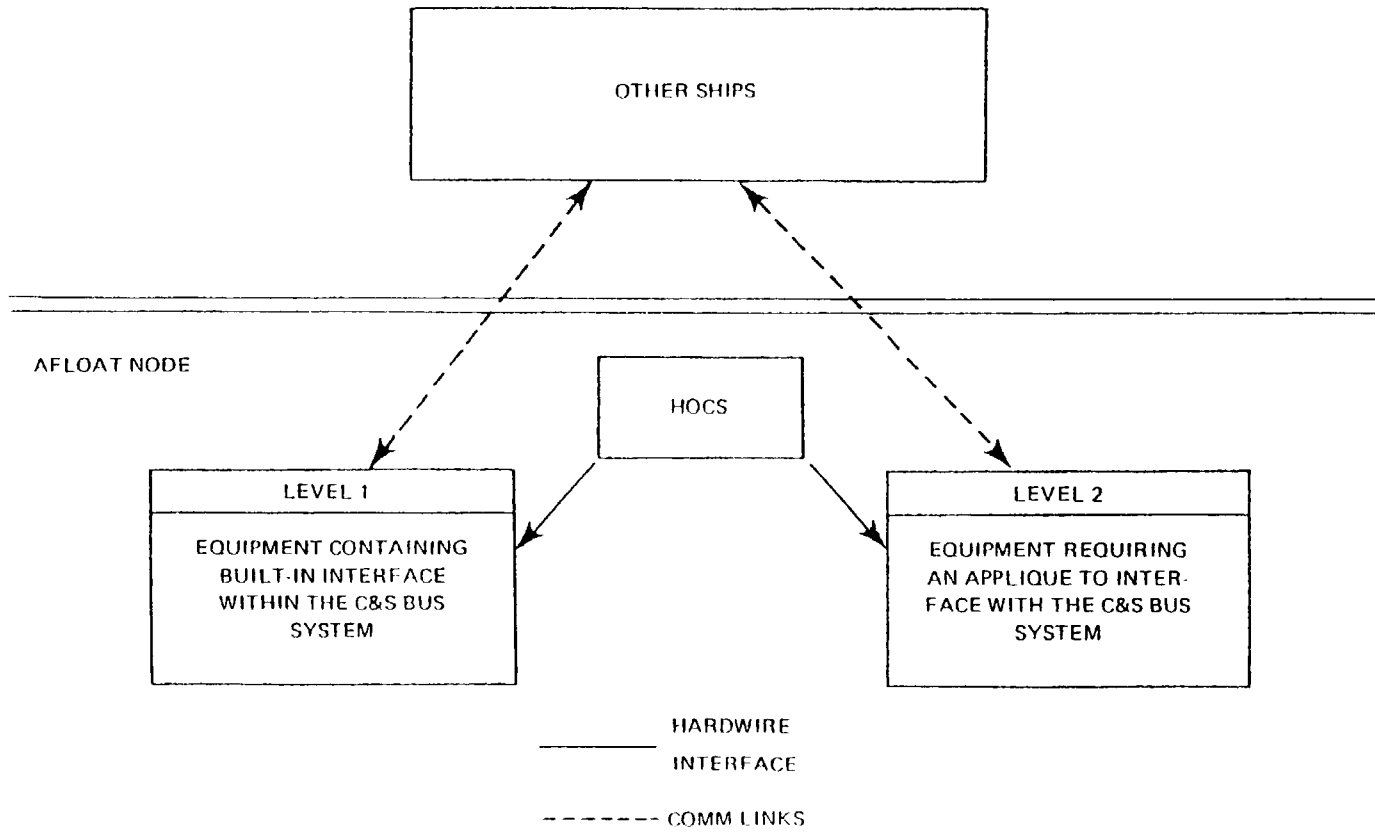 OTHER SHIPS
AFLOAT NODE
HOCS
LEVEL 1
EQUIPMENT CONTAINING
BUILT-IN INTERFACE
WITHIN THE C&S BUS
SYSTEM
LEVEL 2
EQUIPMENT REQUIRING
AN APPLIQUE TO INTER-
FACE WITH THE C&S BUS
SYSTEM
HARDWIRE
INTERFACE
COMM LINKS